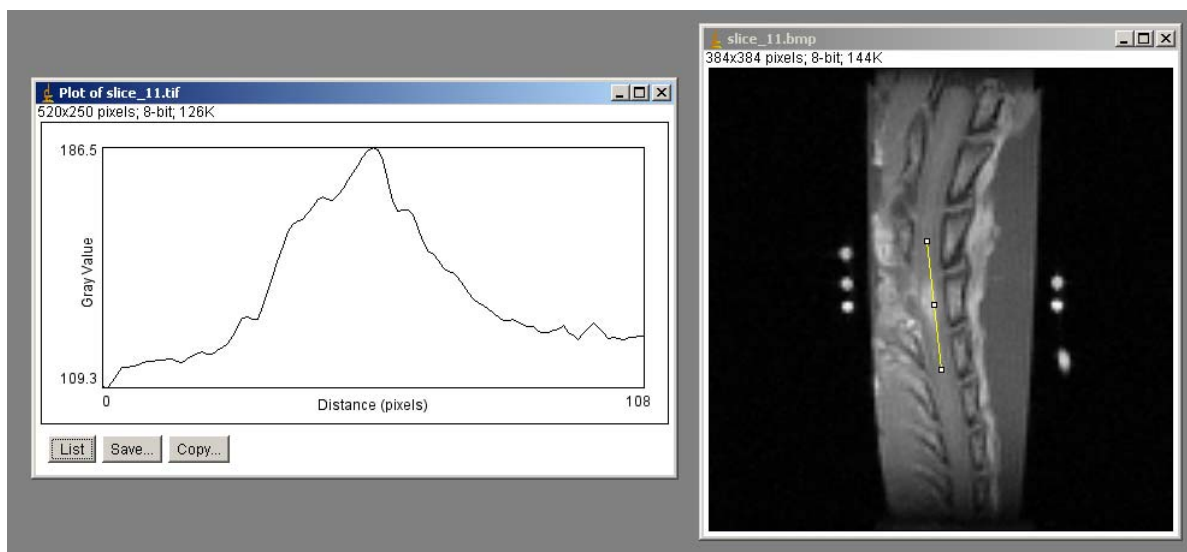 Plot of slice_11.tif
520x250 pixels; 8-bit; 126K
186.5
Gray Value
109.3
0
Distance (pixels)
108
List
Save...
Copy...
slice_11.bmp
384x384 pixels; 8-bit; 144K